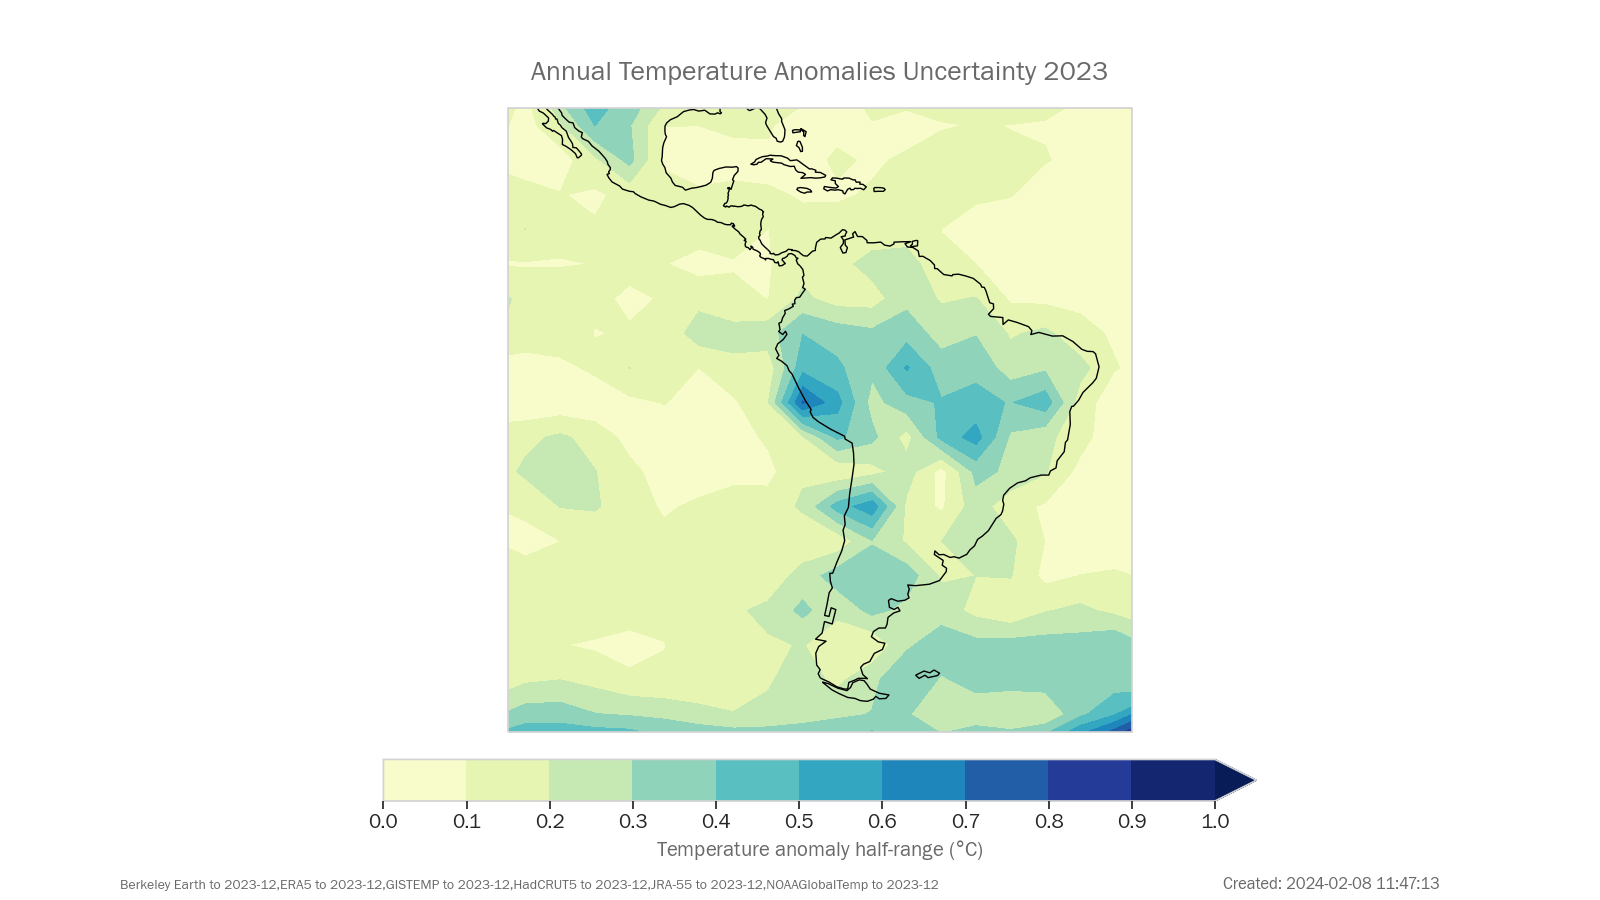 Annual Temperature Anomalies Uncertainty 2023
0.0 0.1 0.2 0.3 0.4 0.5 0.6 0.7 0.8 0.9 1.0
Temperature anomaly half-range (°C)
Berkeley Earth to 2023-12,ERA5 to 2023-12,GISTEMP to 2023-12,HadCRUT5 to 2023-12,JRA-55 to 2023-12,NOAAGlobalTemp to 2023-12
Created: 2024-02-08 11:47:13